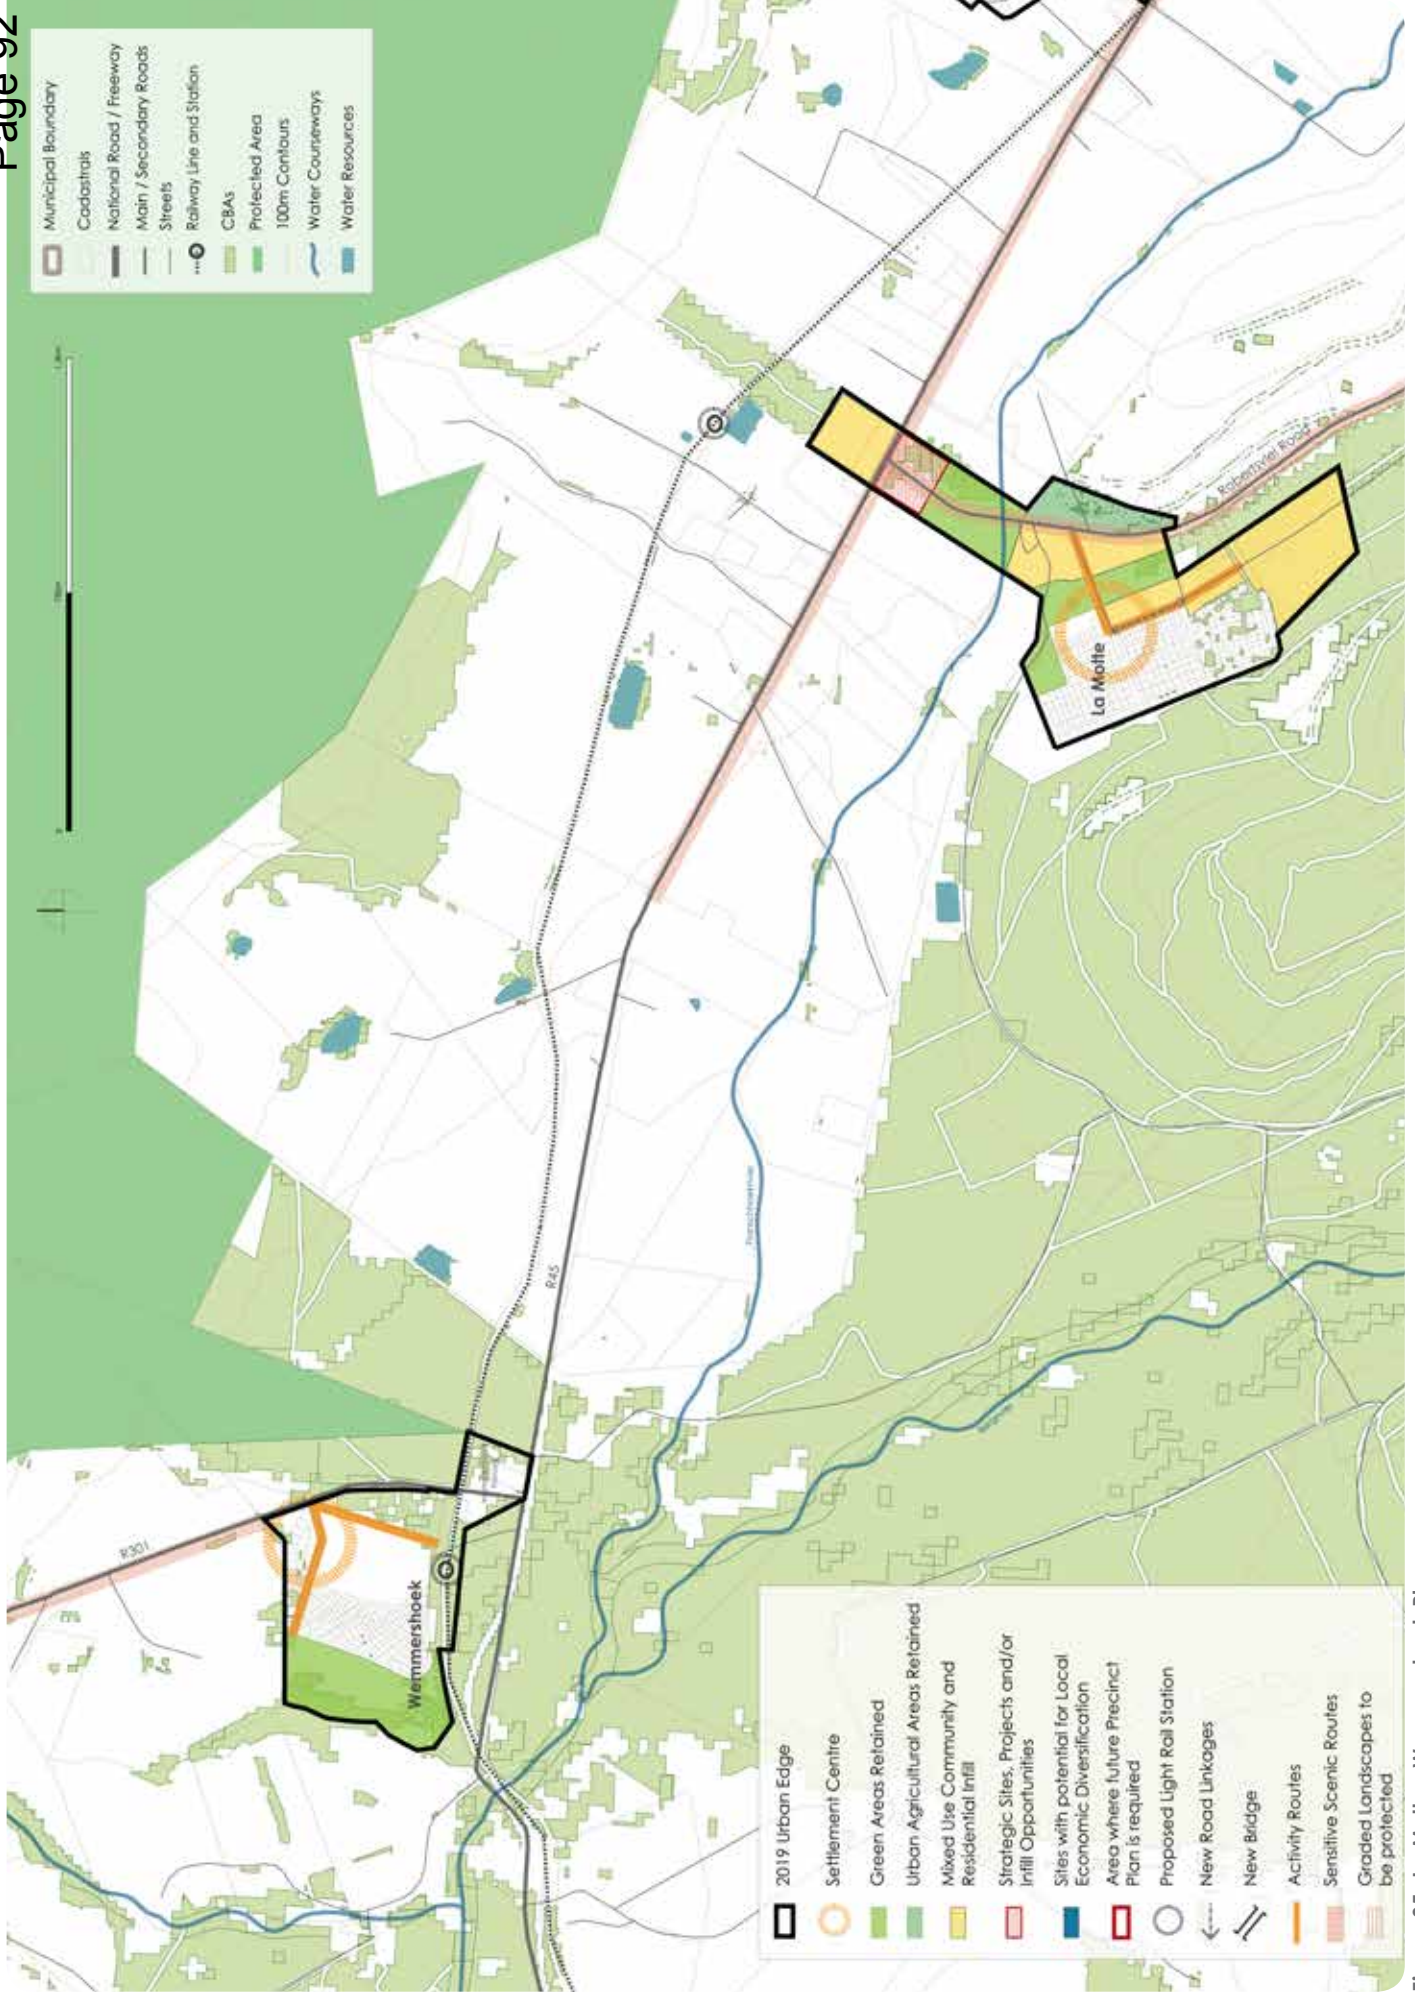 Page 92
Municipal Boundary
Cadastrals
National Road / Freeway
Main / Secondary Roads
Streets
Railway Line and Station
CBAs
Protected Area
100m Contours
Water Courseways
Water Resources
R301
Wemmershoek
R45
La Motte
Robertsvlei Road
2019 Urban Edge
Settlement Centre
Green Areas Retained
Urban Agricultural Areas Retained
Mixed Use Community and
Residential Infill
Strategic Sites, Projects and/or
Infill Opportunities
Sites with potential for Local
Economic Diversification
Area where future Precinct
Plan is required
Proposed Light Rail Station
New Road Linkages
New Bridge
Activity Routes
Sensitive Scenic Routes
Graded Landscapes to
be protected